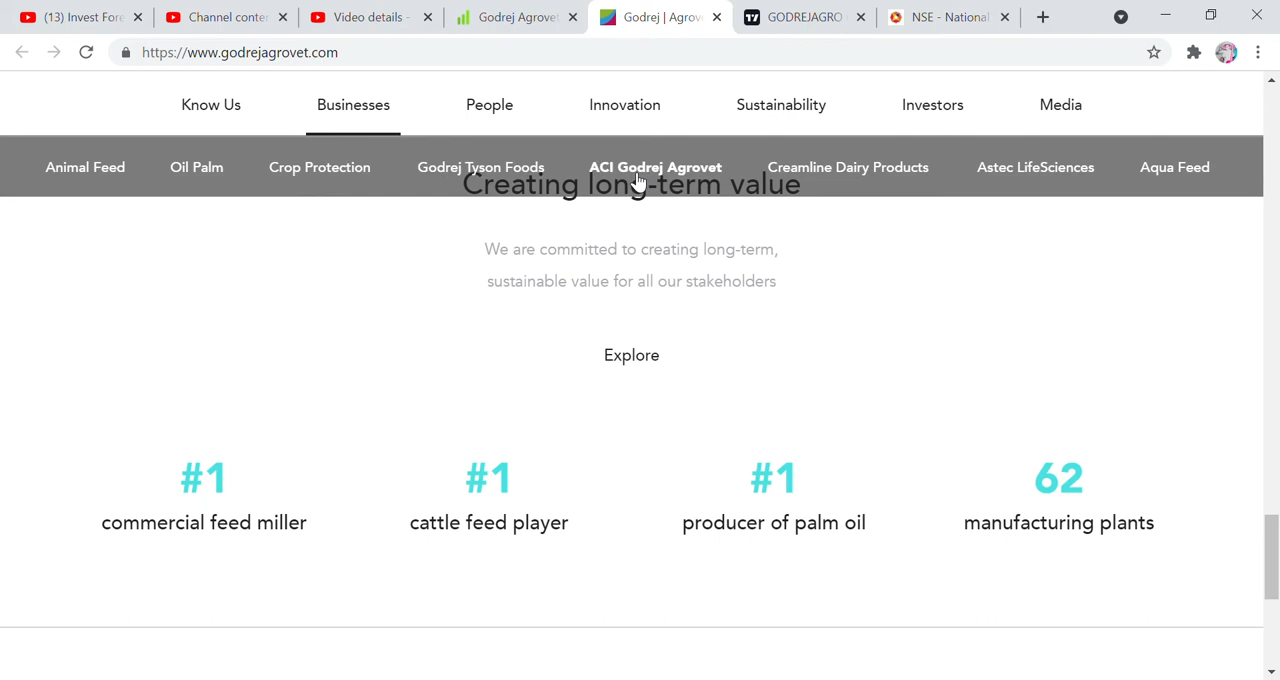 (13) Invest Fore
Channel conter
Video details -
Godrej Agrovet
Godrej | Agrov
GODREJAGRO
NSE - National
https://www.godrejagrovet.com
Know Us
Businesses
People
Innovation
Sustainability
Investors
Media
Animal Feed
Oil Palm
Crop Protection
Godrej Tyson Foods
ACI Godrej Agrovet
Creamline Dairy Products
Astec LifeSciences
Aqua Feed
Creating long-term value
We are committed to creating long-term,
sustainable value for all our stakeholders
Explore
#1
commercial feed miller
#1
cattle feed player
#1
producer of palm oil
62
manufacturing plants